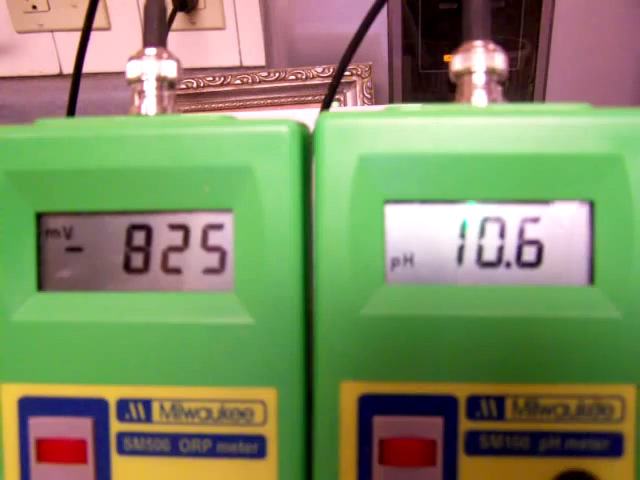 mV
- 825
pH
10.6
Milwaukee
SM500 ORP meter
Milwaukee
SM100 pH meter